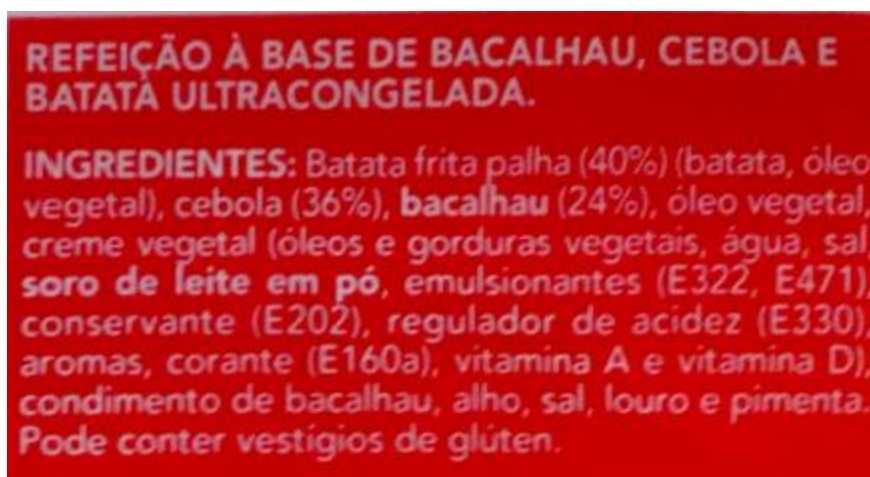 REFEIÇÃO À BASE DE BACALHAU, CEBOLA E
BATATA ULTRACONGELADA.
INGREDIENTES: Batata frita palha (40%) (batata, óleo
vegetal), cebola (36%), bacalhau (24%), óleo vegetal,
creme vegetal (óleos e gorduras vegetais, água, sal,
soro de leite em pó, emulsionantes (E322, E471),
conservante (E202), regulador de acidez (E330),
aromas, corante (E160a), vitamina A e vitamina D),
condimento de bacalhau, alho, sal, louro e pimenta.
Pode conter vestígios de glúten.